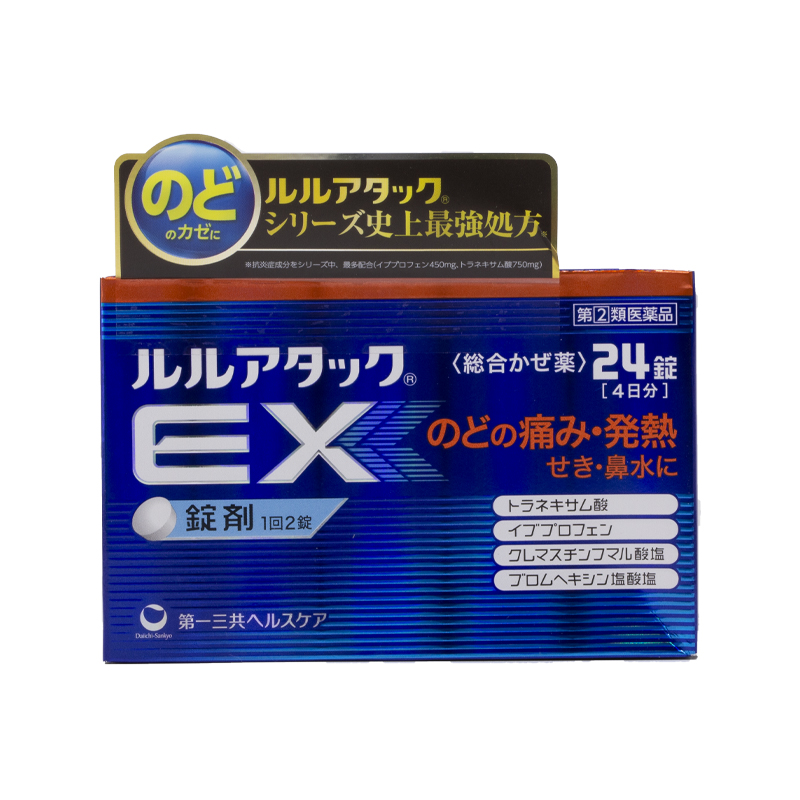 のど
のカゼに
ルルアタック®
シリーズ史上最強処方※
※抗炎症成分をシリーズ中、最多配合(イブプロフェン450mg,トラネキサム酸750mg)
指定第②類医薬品
ルルアタック®
EX
〈総合かぜ薬〉24錠
[4日分]
のどの痛み・発熱
せき・鼻水に
錠剤 1回2錠
トラネキサム酸
イブプロフェン
クレマスチンフマル酸塩
ブロムヘキシン塩酸塩
Daiichi-Sankyo
第一三共ヘルスケア